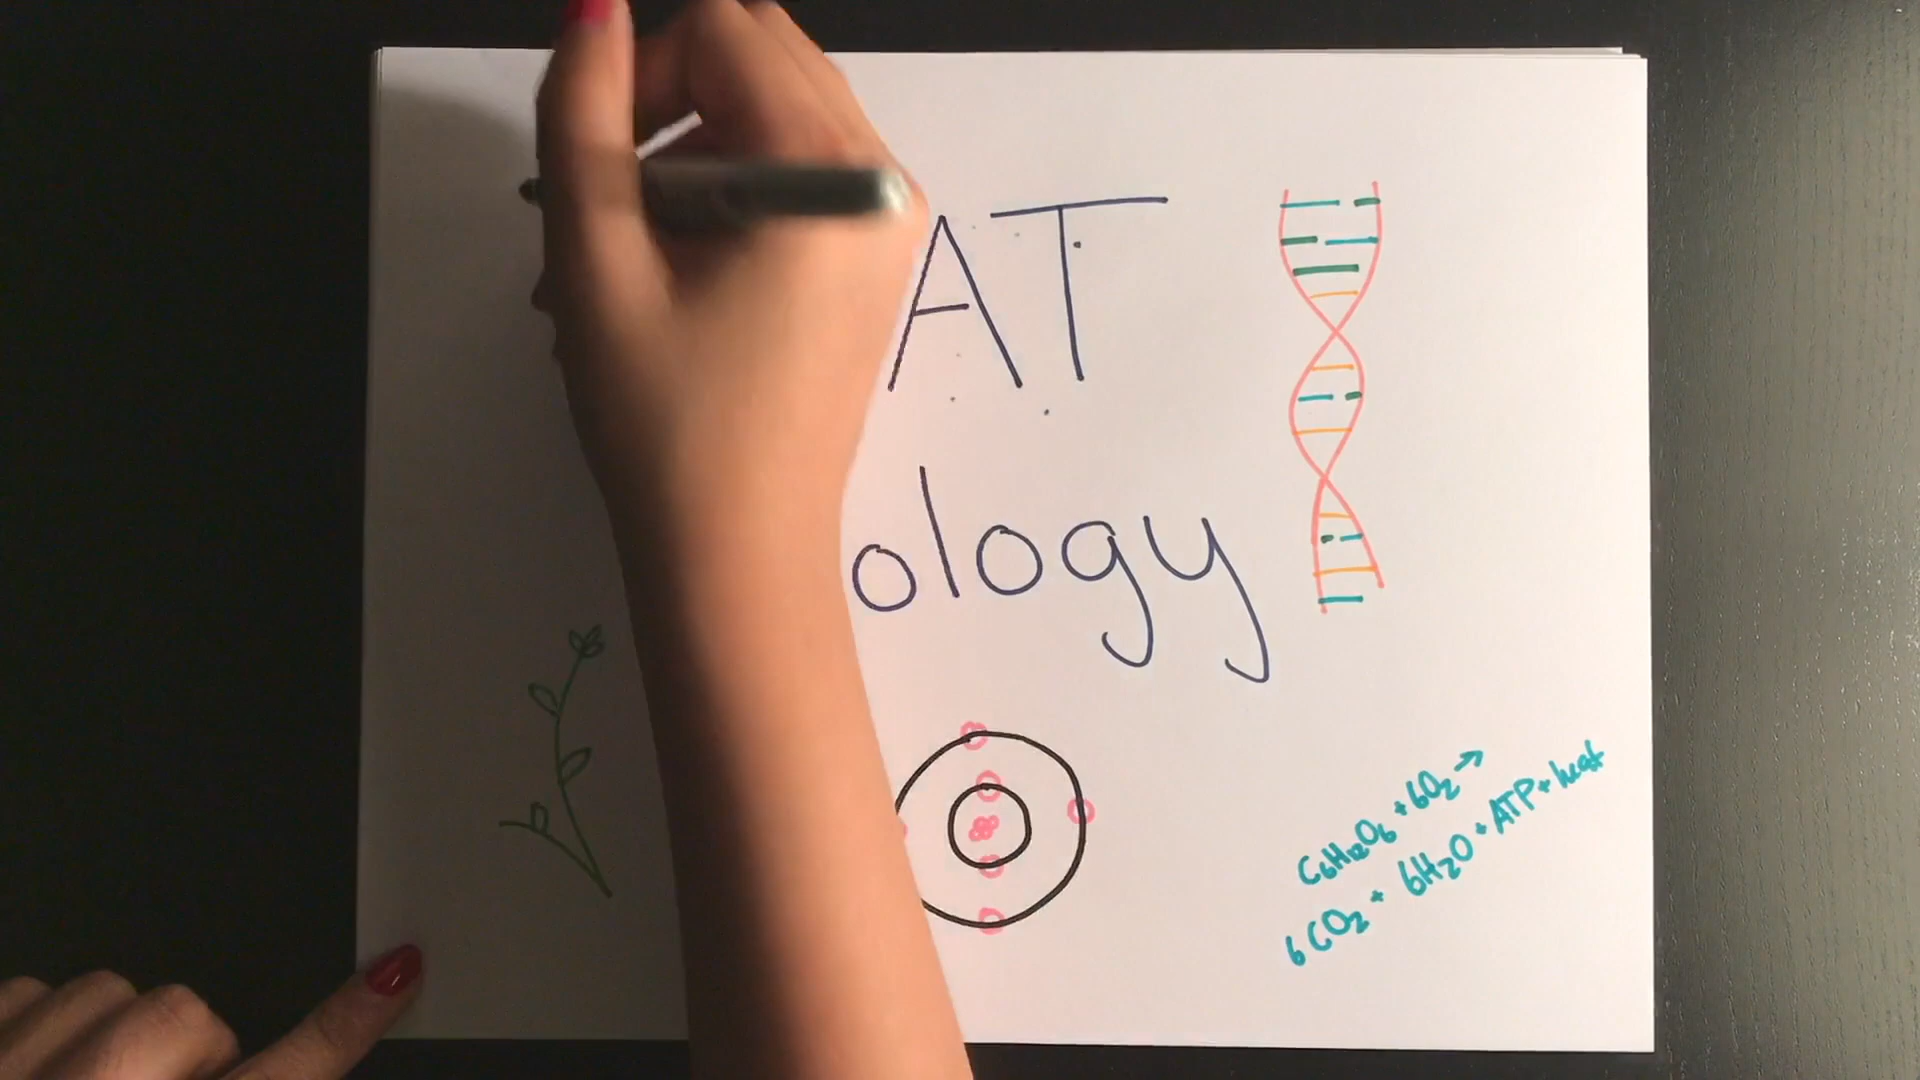 AT
ology
C₆H₁₂O₆ + 6O₂ →
6CO₂ + 6H₂O + ATP + heat